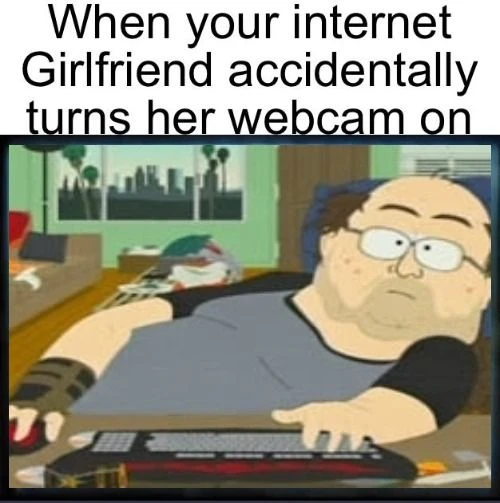 When your internet
Girlfriend accidentally
turns her webcam on